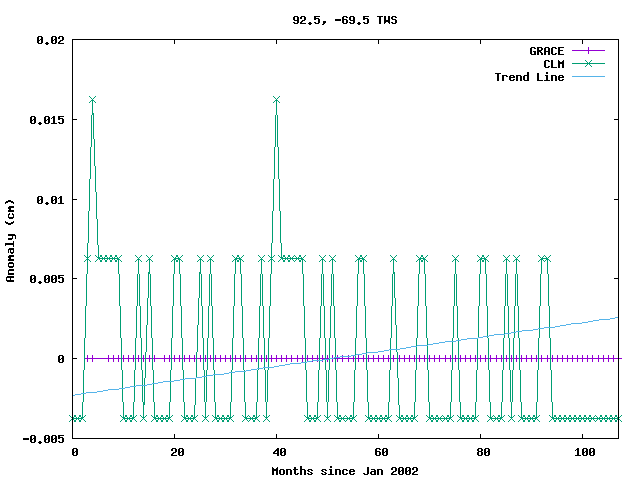 92.5, -69.5 TWS
GRACE
CLM
Trend Line
0.02
0.015
0.01
0.005
0
-0.005
Anomaly (cm)
0 20 40 60 80 100
Months since Jan 2002